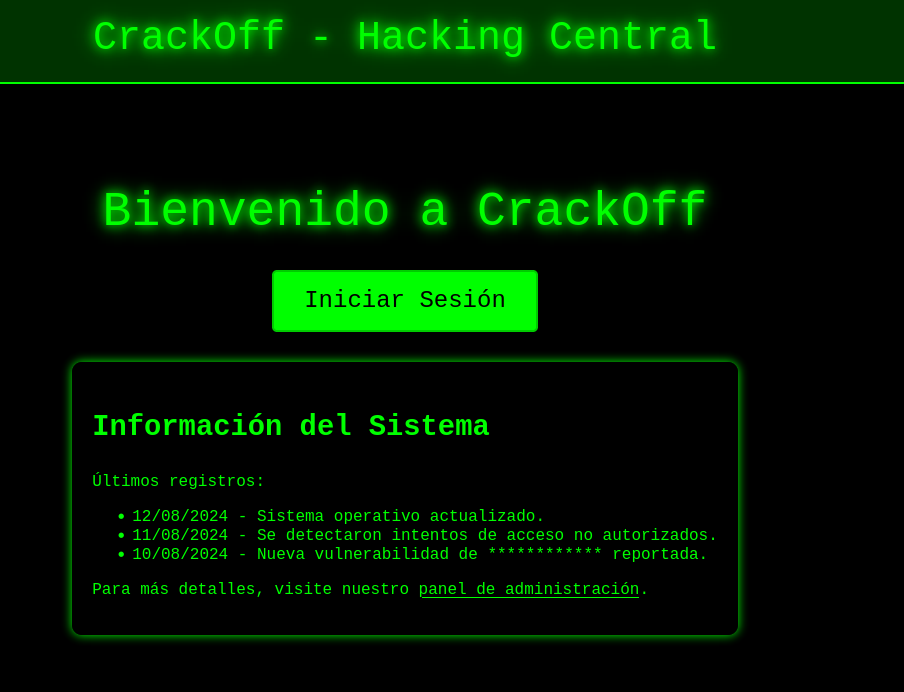 CrackOff - Hacking Central
Bienvenido a CrackOff
Iniciar Sesión
Información del Sistema
Últimos registros:
• 12/08/2024 - Sistema operativo actualizado.
• 11/08/2024 - Se detectaron intentos de acceso no autorizados.
• 10/08/2024 - Nueva vulnerabilidad de ************ reportada.
Para más detalles, visite nuestro panel de administración.